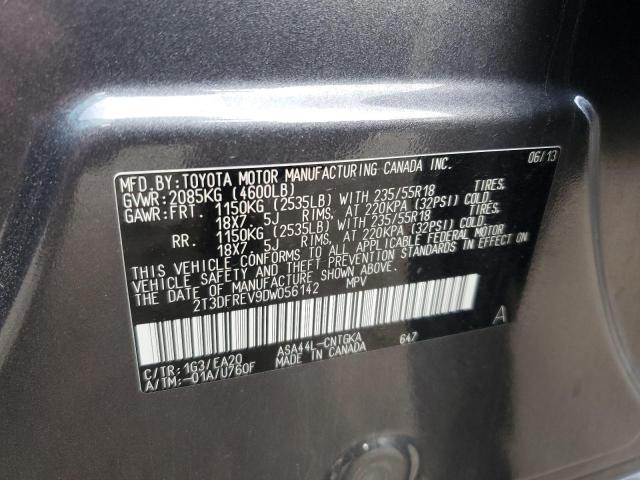 MFD.BY:TOYOTA MOTOR MANUFACTURING CANADA INC. 06/13
GVWR:2085KG (4600LB)
GAWR:FRT. 1150KG (2535LB) WITH 235/55R18 TIRES,
18X7.5J RIMS, AT 220KPA (32PSI) COLD.
RR. 1150KG (2535LB) WITH 235/55R18 TIRES,
18X7.5J RIMS, AT 220KPA (32PSI) COLD.
THIS VEHICLE CONFORMS TO ALL APPLICABLE FEDERAL MOTOR
VEHICLE SAFETY AND THEFT PREVENTION STANDARDS IN EFFECT ON
THE DATE OF MANUFACTURE SHOWN ABOVE.
2T3DFREV9DW056142 MPV
A
C/TR:1G3/EA20 ASA44L-CNTGKA 647
A/TM:-01A/U760F MADE IN CANADA